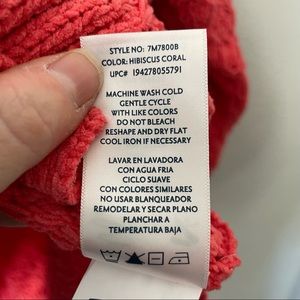 STYLE NO: 7M7800B
COLOR: HIBISCUS CORAL
UPC# 194278055791
MACHINE WASH COLD
GENTLE CYCLE
WITH LIKE COLORS
DO NOT BLEACH
RESHAPE AND DRY FLAT
COOL IRON IF NECESSARY
LAVAR EN LAVADORA
CON AGUA FRIA
CICLO SUAVE
CON COLORES SIMILARES
NO USAR BLANQUEADOR
REMODELAR Y SECAR PLANO
PLANCHAR A
TEMPERATURA BAJA